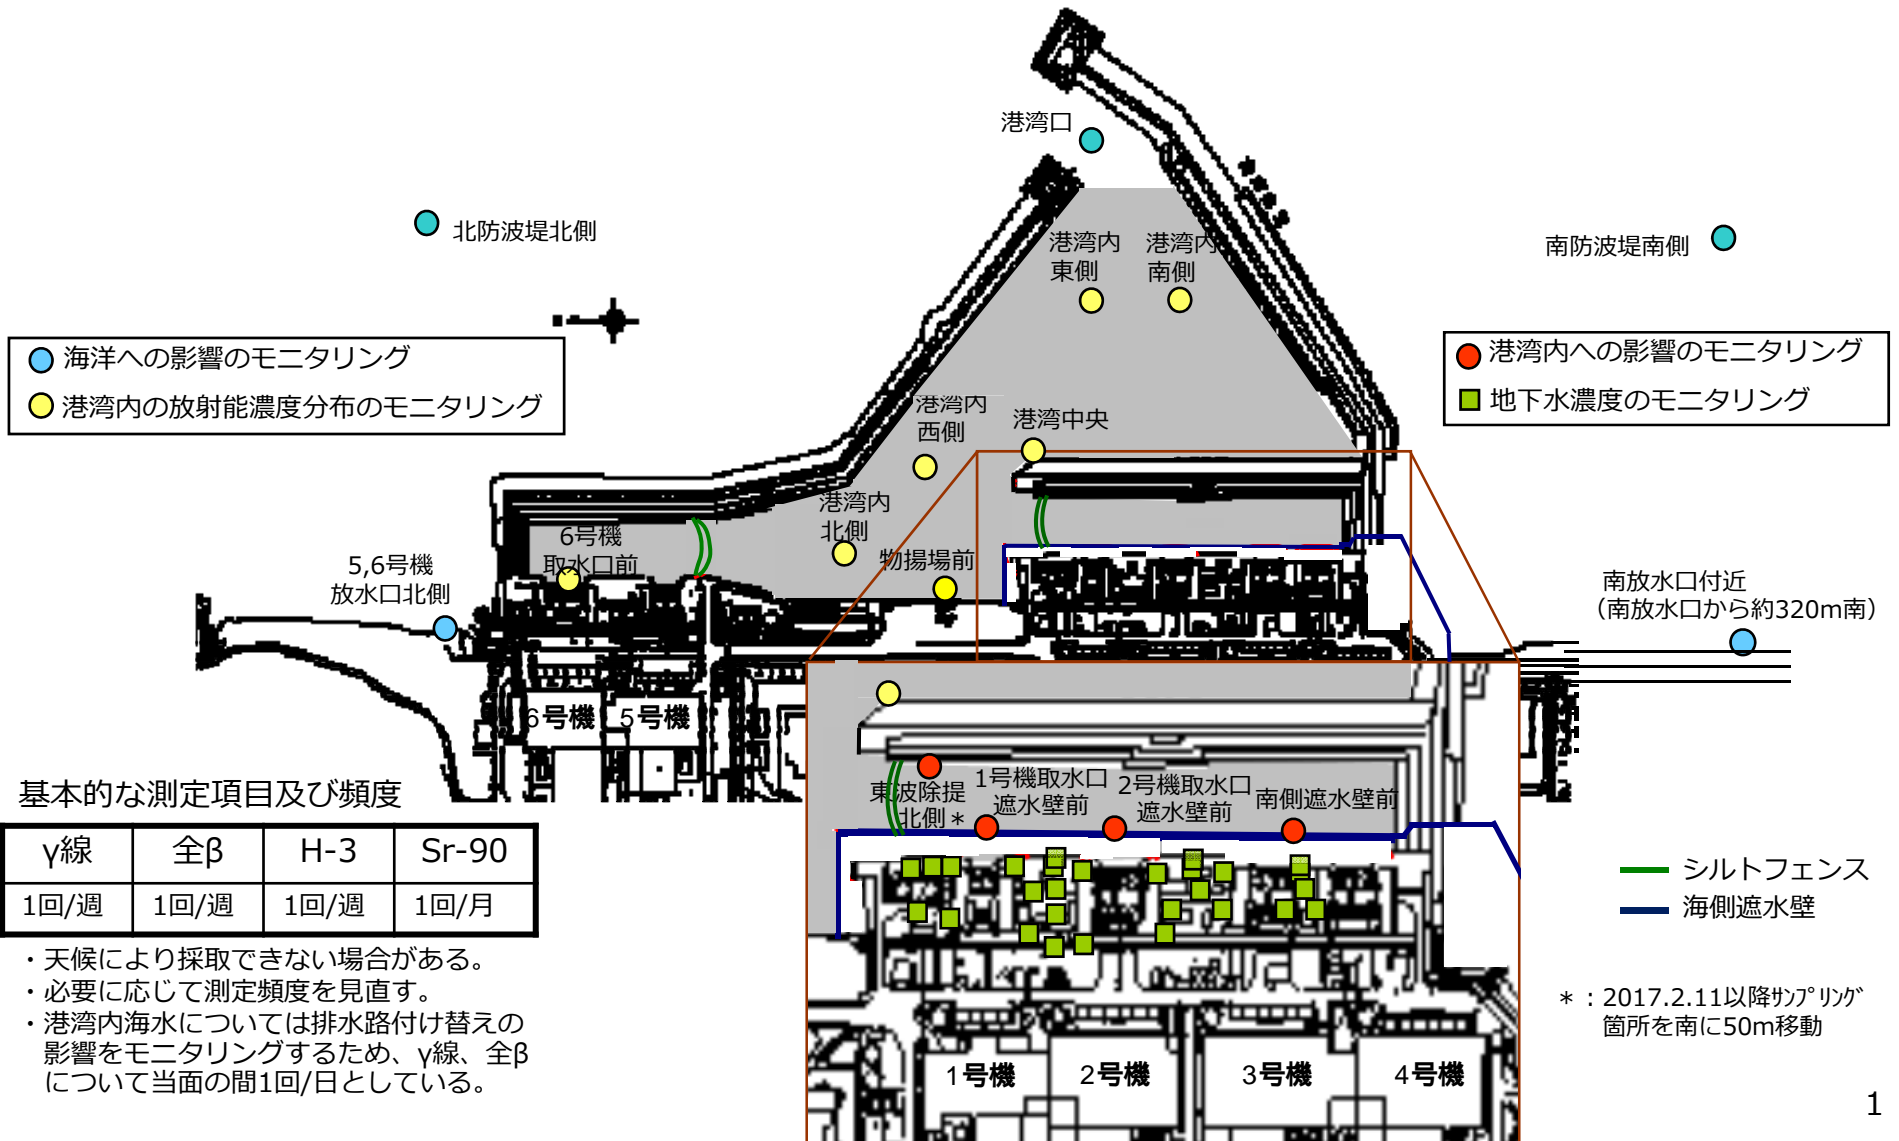 港湾口
北防波堤北側
南防波堤南側
港湾内
東側
港湾内
南側
海洋への影響のモニタリング
港湾内の放射能濃度分布のモニタリング
港湾内への影響のモニタリング
地下水濃度のモニタリング
港湾内
西側
港湾中央
港湾内
北側
6号機
取水口前
物揚場前
5,6号機
放水口北側
南放水口付近
（南放水口から約320m南）
6号機
5号機
東波除堤
北側＊
1号機取水口
遮水壁前
2号機取水口
遮水壁前
南側遮水壁前
基本的な測定項目及び頻度
γ線 全β H-3 Sr-90
1回/週 1回/週 1回/週 1回/月
・天候により採取できない場合がある。
・必要に応じて測定頻度を見直す。
・港湾内海水については排水路付け替えの
影響をモニタリングするため、γ線、全β
について当面の間1回/日としている。
シルトフェンス
海側遮水壁
＊：2017.2.11以降ｻﾝﾌﾟﾘﾝｸﾞ
箇所を南に50m移動
1号機
2号機
3号機
4号機
1